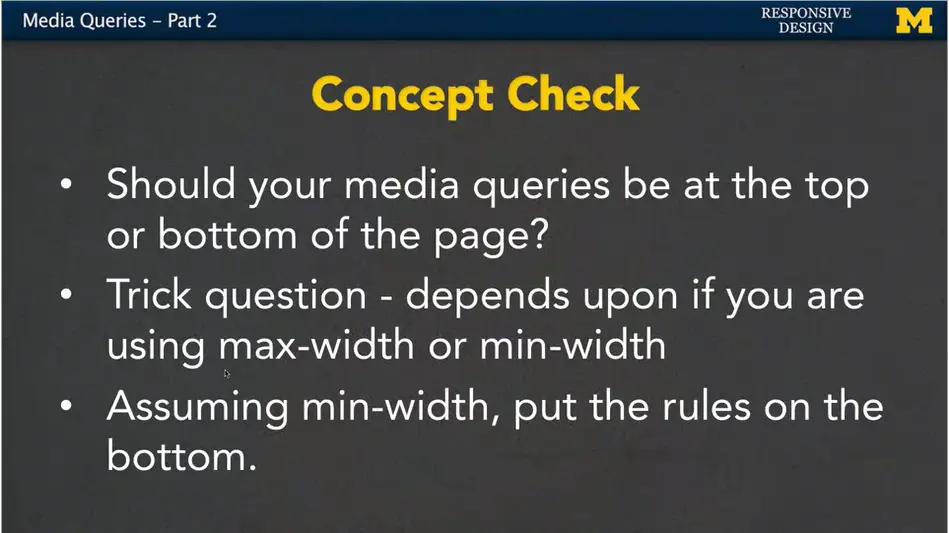 Media Queries – Part 2
RESPONSIVE
DESIGN
M
Concept Check
• Should your media queries be at the top
or bottom of the page?
• Trick question - depends upon if you are
using max-width or min-width
• Assuming min-width, put the rules on the
bottom.